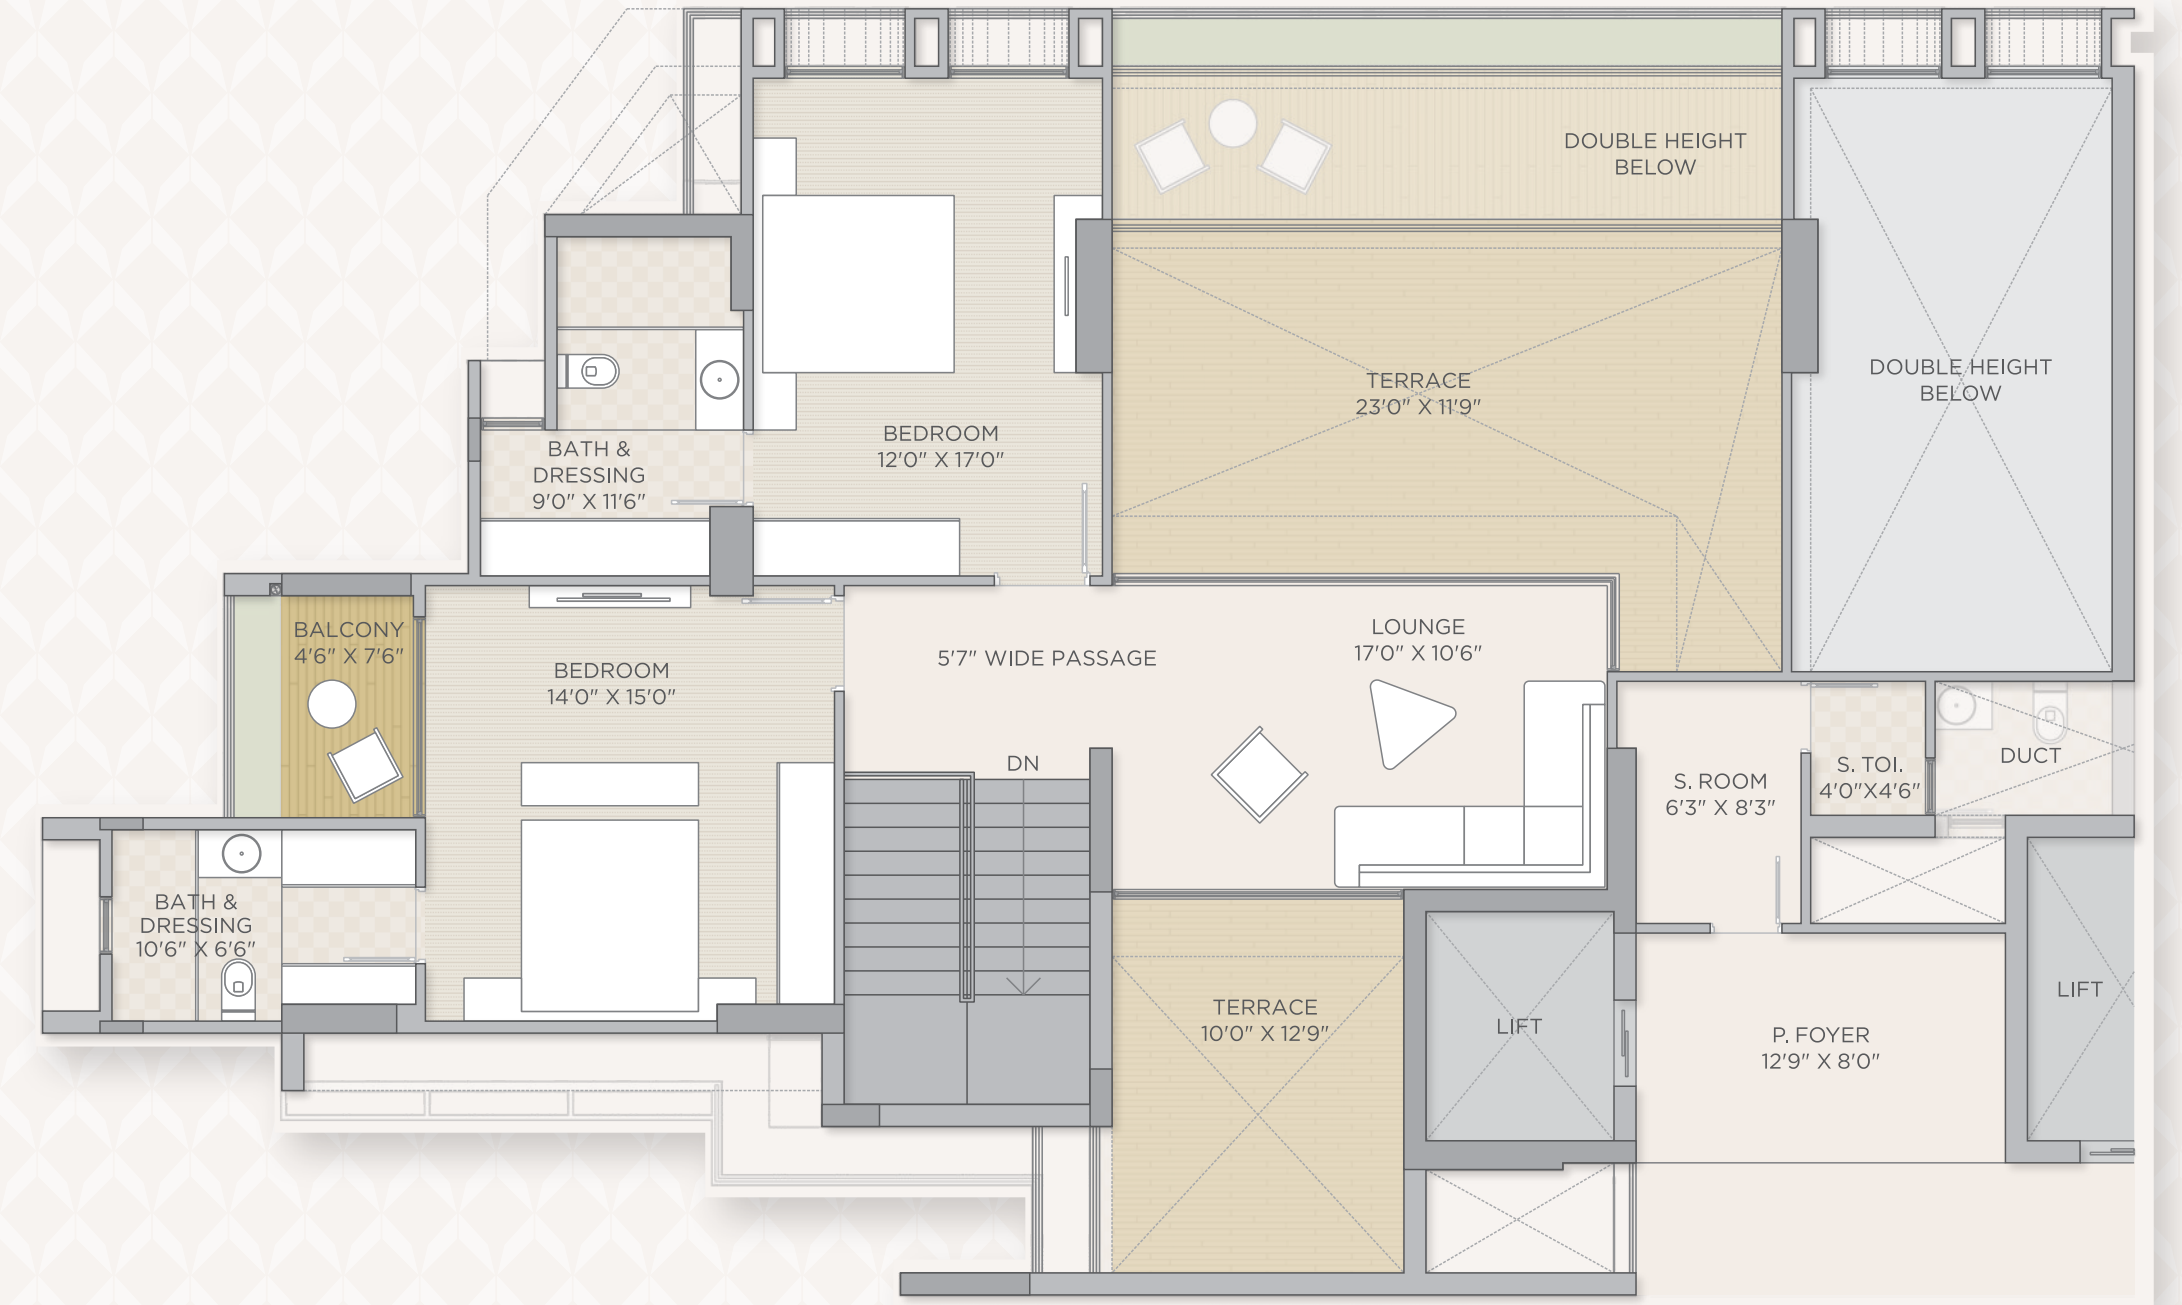 DOUBLE HEIGHT
BELOW
DOUBLE HEIGHT
BELOW
TERRACE
23'0" X 11'9"
BEDROOM
12'0" X 17'0"
BATH &
DRESSING
9'0" X 11'6"
BALCONY
4'6" X 7'6"
BEDROOM
14'0" X 15'0"
5'7" WIDE PASSAGE
LOUNGE
17'0" X 10'6"
DN
S. ROOM
6'3" X 8'3"
S. TOI.
4'0"X4'6"
DUCT
BATH &
DRESSING
10'6" X 6'6"
TERRACE
10'0" X 12'9"
LIFT
P. FOYER
12'9" X 8'0"
LIFT